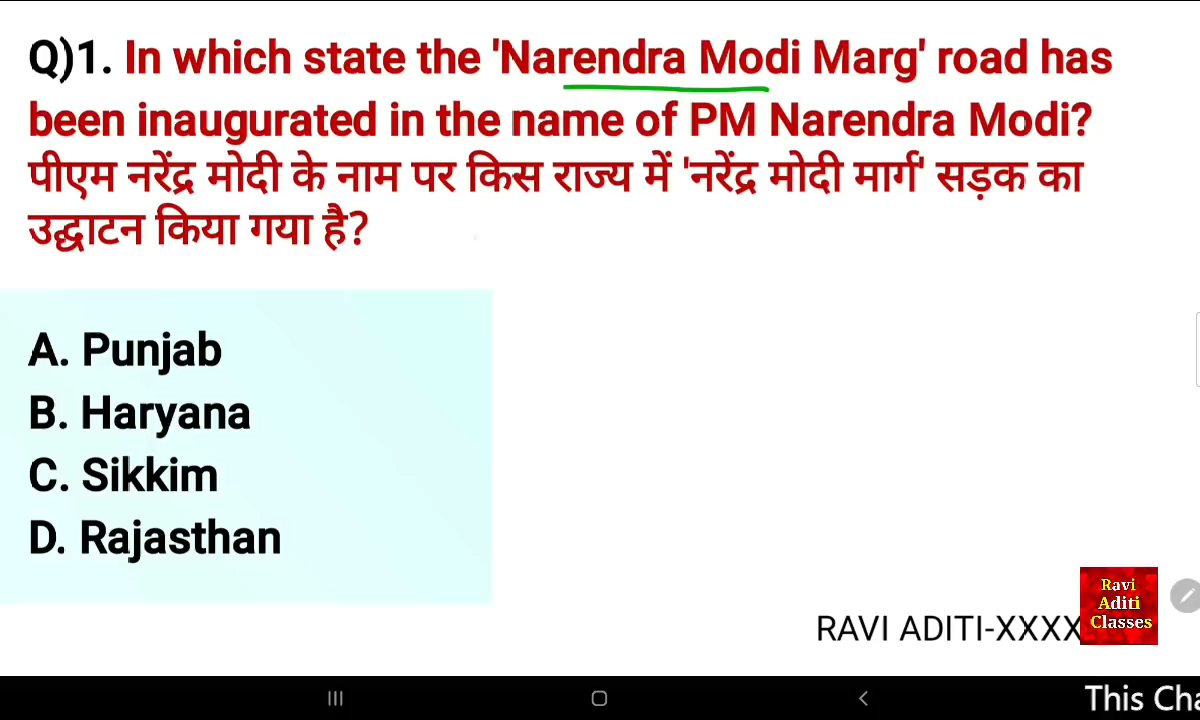 Q)1. In which state the 'Narendra Modi Marg' road has
been inaugurated in the name of PM Narendra Modi?
पीएम नरेंद्र मोदी के नाम पर किस राज्य में 'नरेंद्र मोदी मार्ग' सड़क का
उद्घाटन किया गया है?
A. Punjab
B. Haryana
C. Sikkim
D. Rajasthan
Ravi
Aditi
Classes
RAVI ADITI-XXXX
This Cha